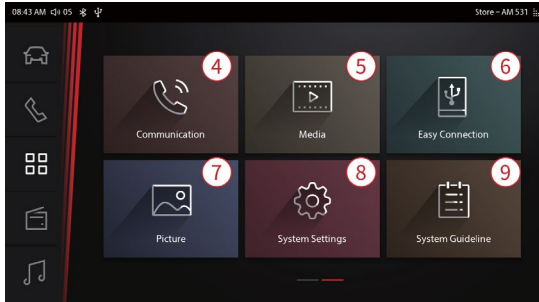 08:43 AM 05 Store – AM 531
4 5 6
Communication Media Easy Connection
7 8 9
Picture System Settings System Guideline